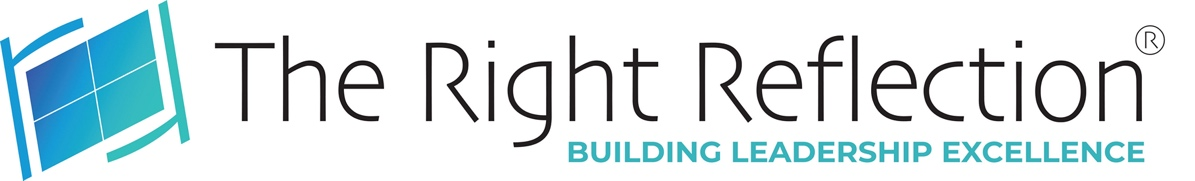 The Right Reflection®
BUILDING LEADERSHIP EXCELLENCE